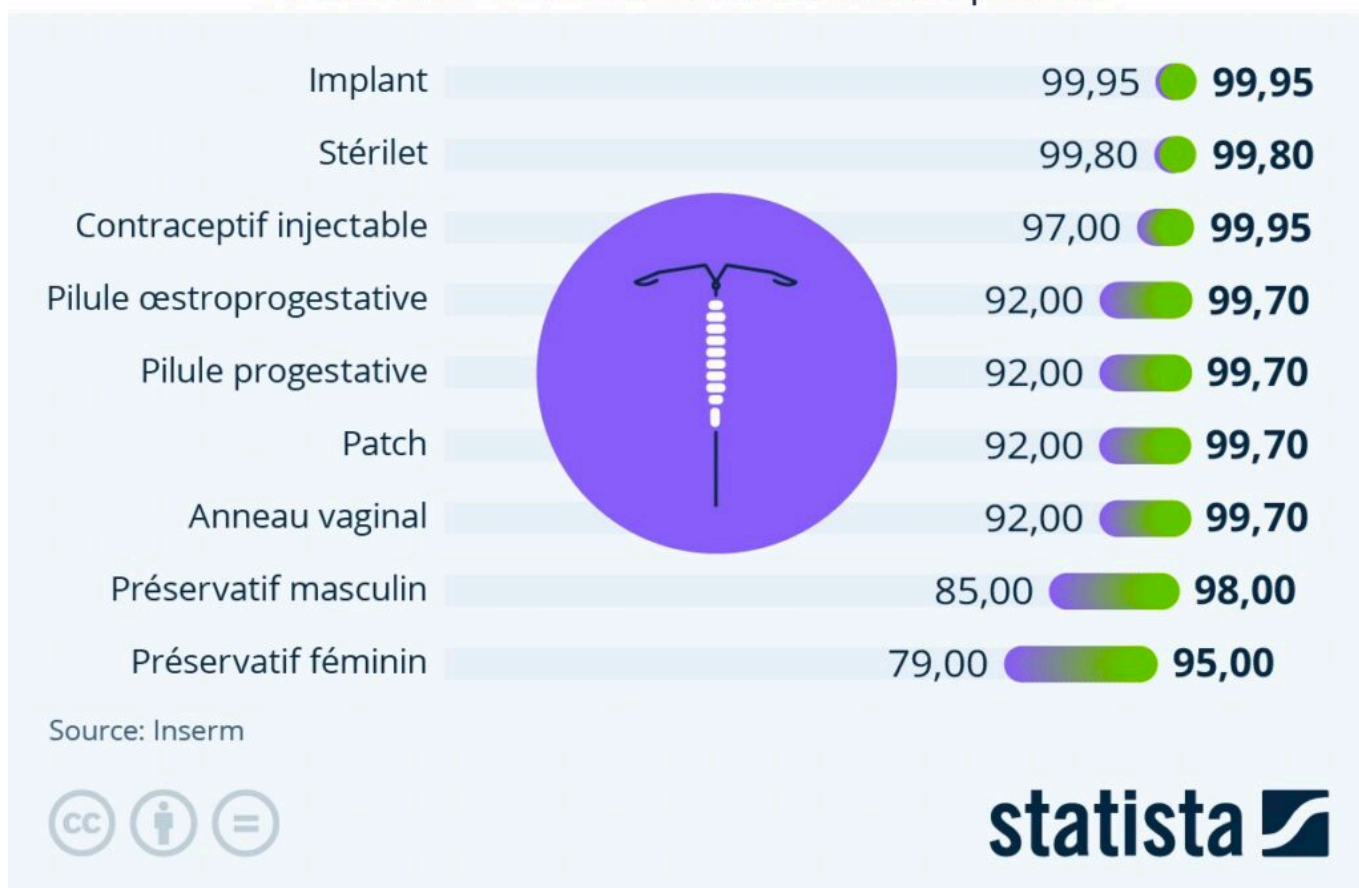 Implant 99,95 99,95
Stérilet 99,80 99,80
Contraceptif injectable 97,00 99,95
Pilule œstroprogestative 92,00 99,70
Pilule progestative 92,00 99,70
Patch 92,00 99,70
Anneau vaginal 92,00 99,70
Préservatif masculin 85,00 98,00
Préservatif féminin 79,00 95,00
Source: Inserm
cc =
statista